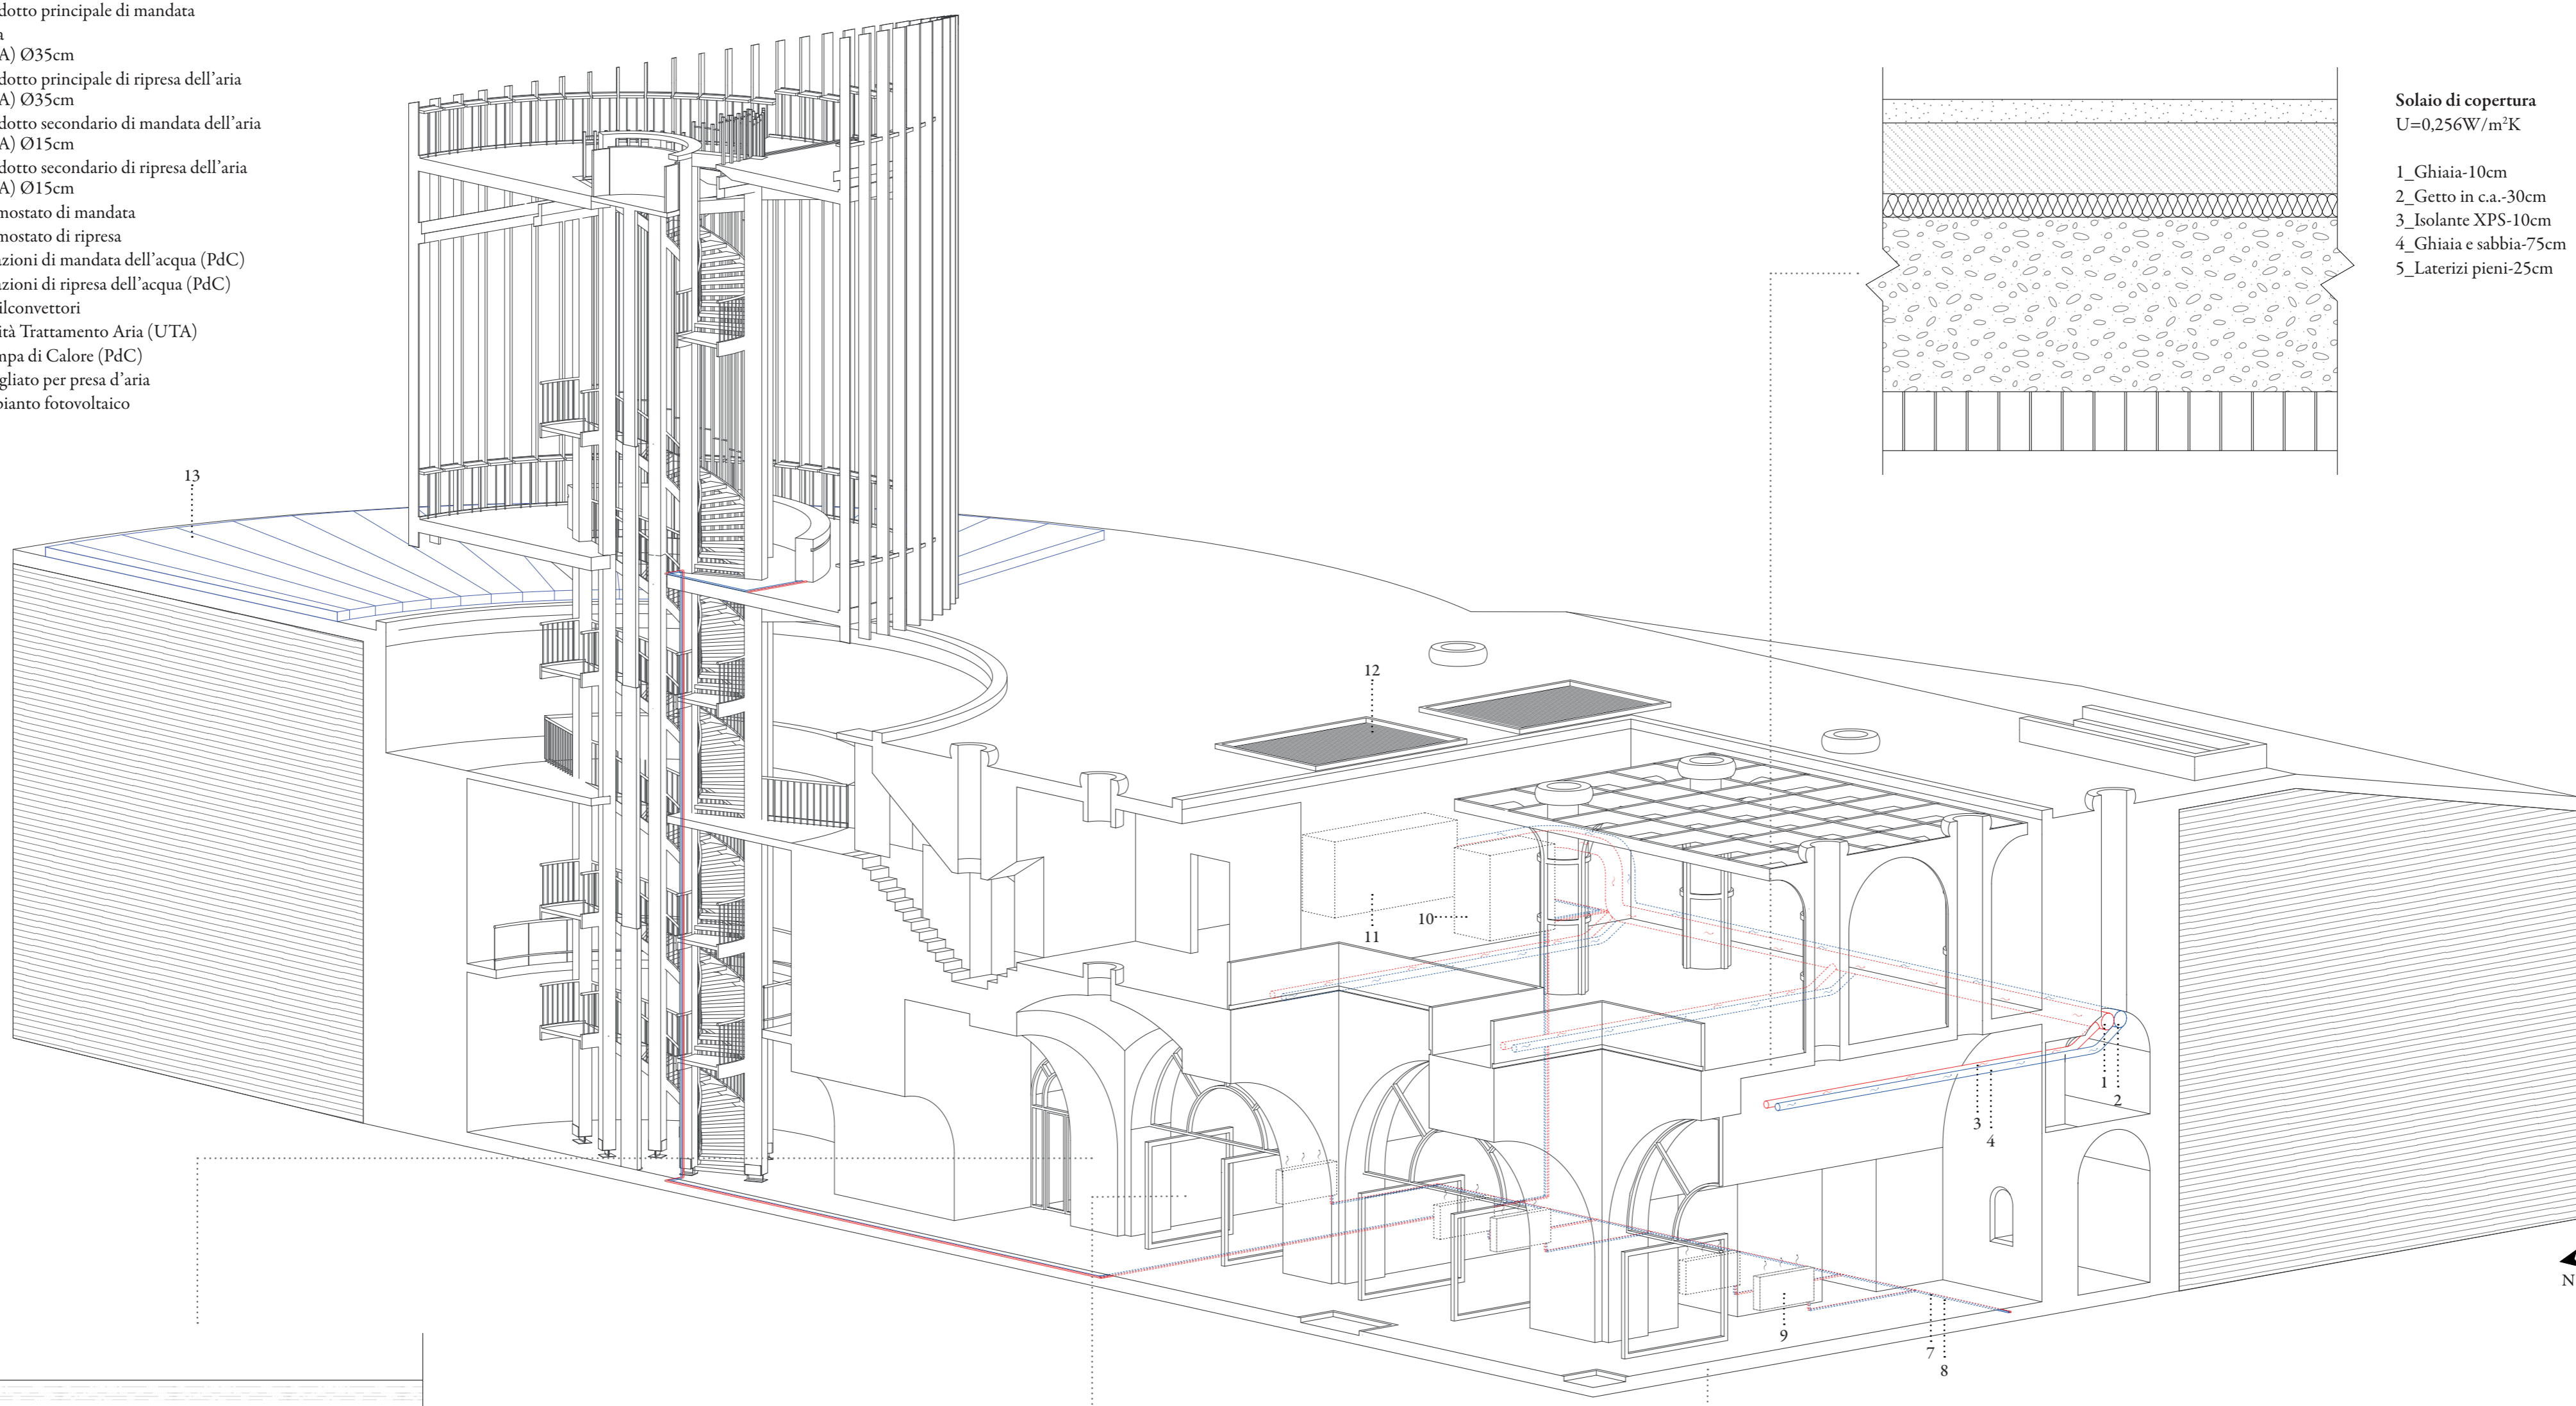 dotto principale di mandata
a
A) Ø35cm
dotto principale di ripresa dell'aria
A) Ø35cm
dotto secondario di mandata dell'aria
A) Ø15cm
dotto secondario di ripresa dell'aria
A) Ø15cm
mostato di mandata
mostato di ripresa
azioni di mandata dell'acqua (PdC)
azioni di ripresa dell'acqua (PdC)
ilconvettori
ità Trattamento Aria (UTA)
mpa di Calore (PdC)
gliato per presa d'aria
pianto fotovoltaico
Solaio di copertura
U=0,256W/m²K
1_Ghiaia-10cm
2_Getto in c.a.-30cm
3_Isolante XPS-10cm
4_Ghiaia e sabbia-75cm
5_Laterizi pieni-25cm
13
12
11
10
1
2
3
4
9
7
8
N